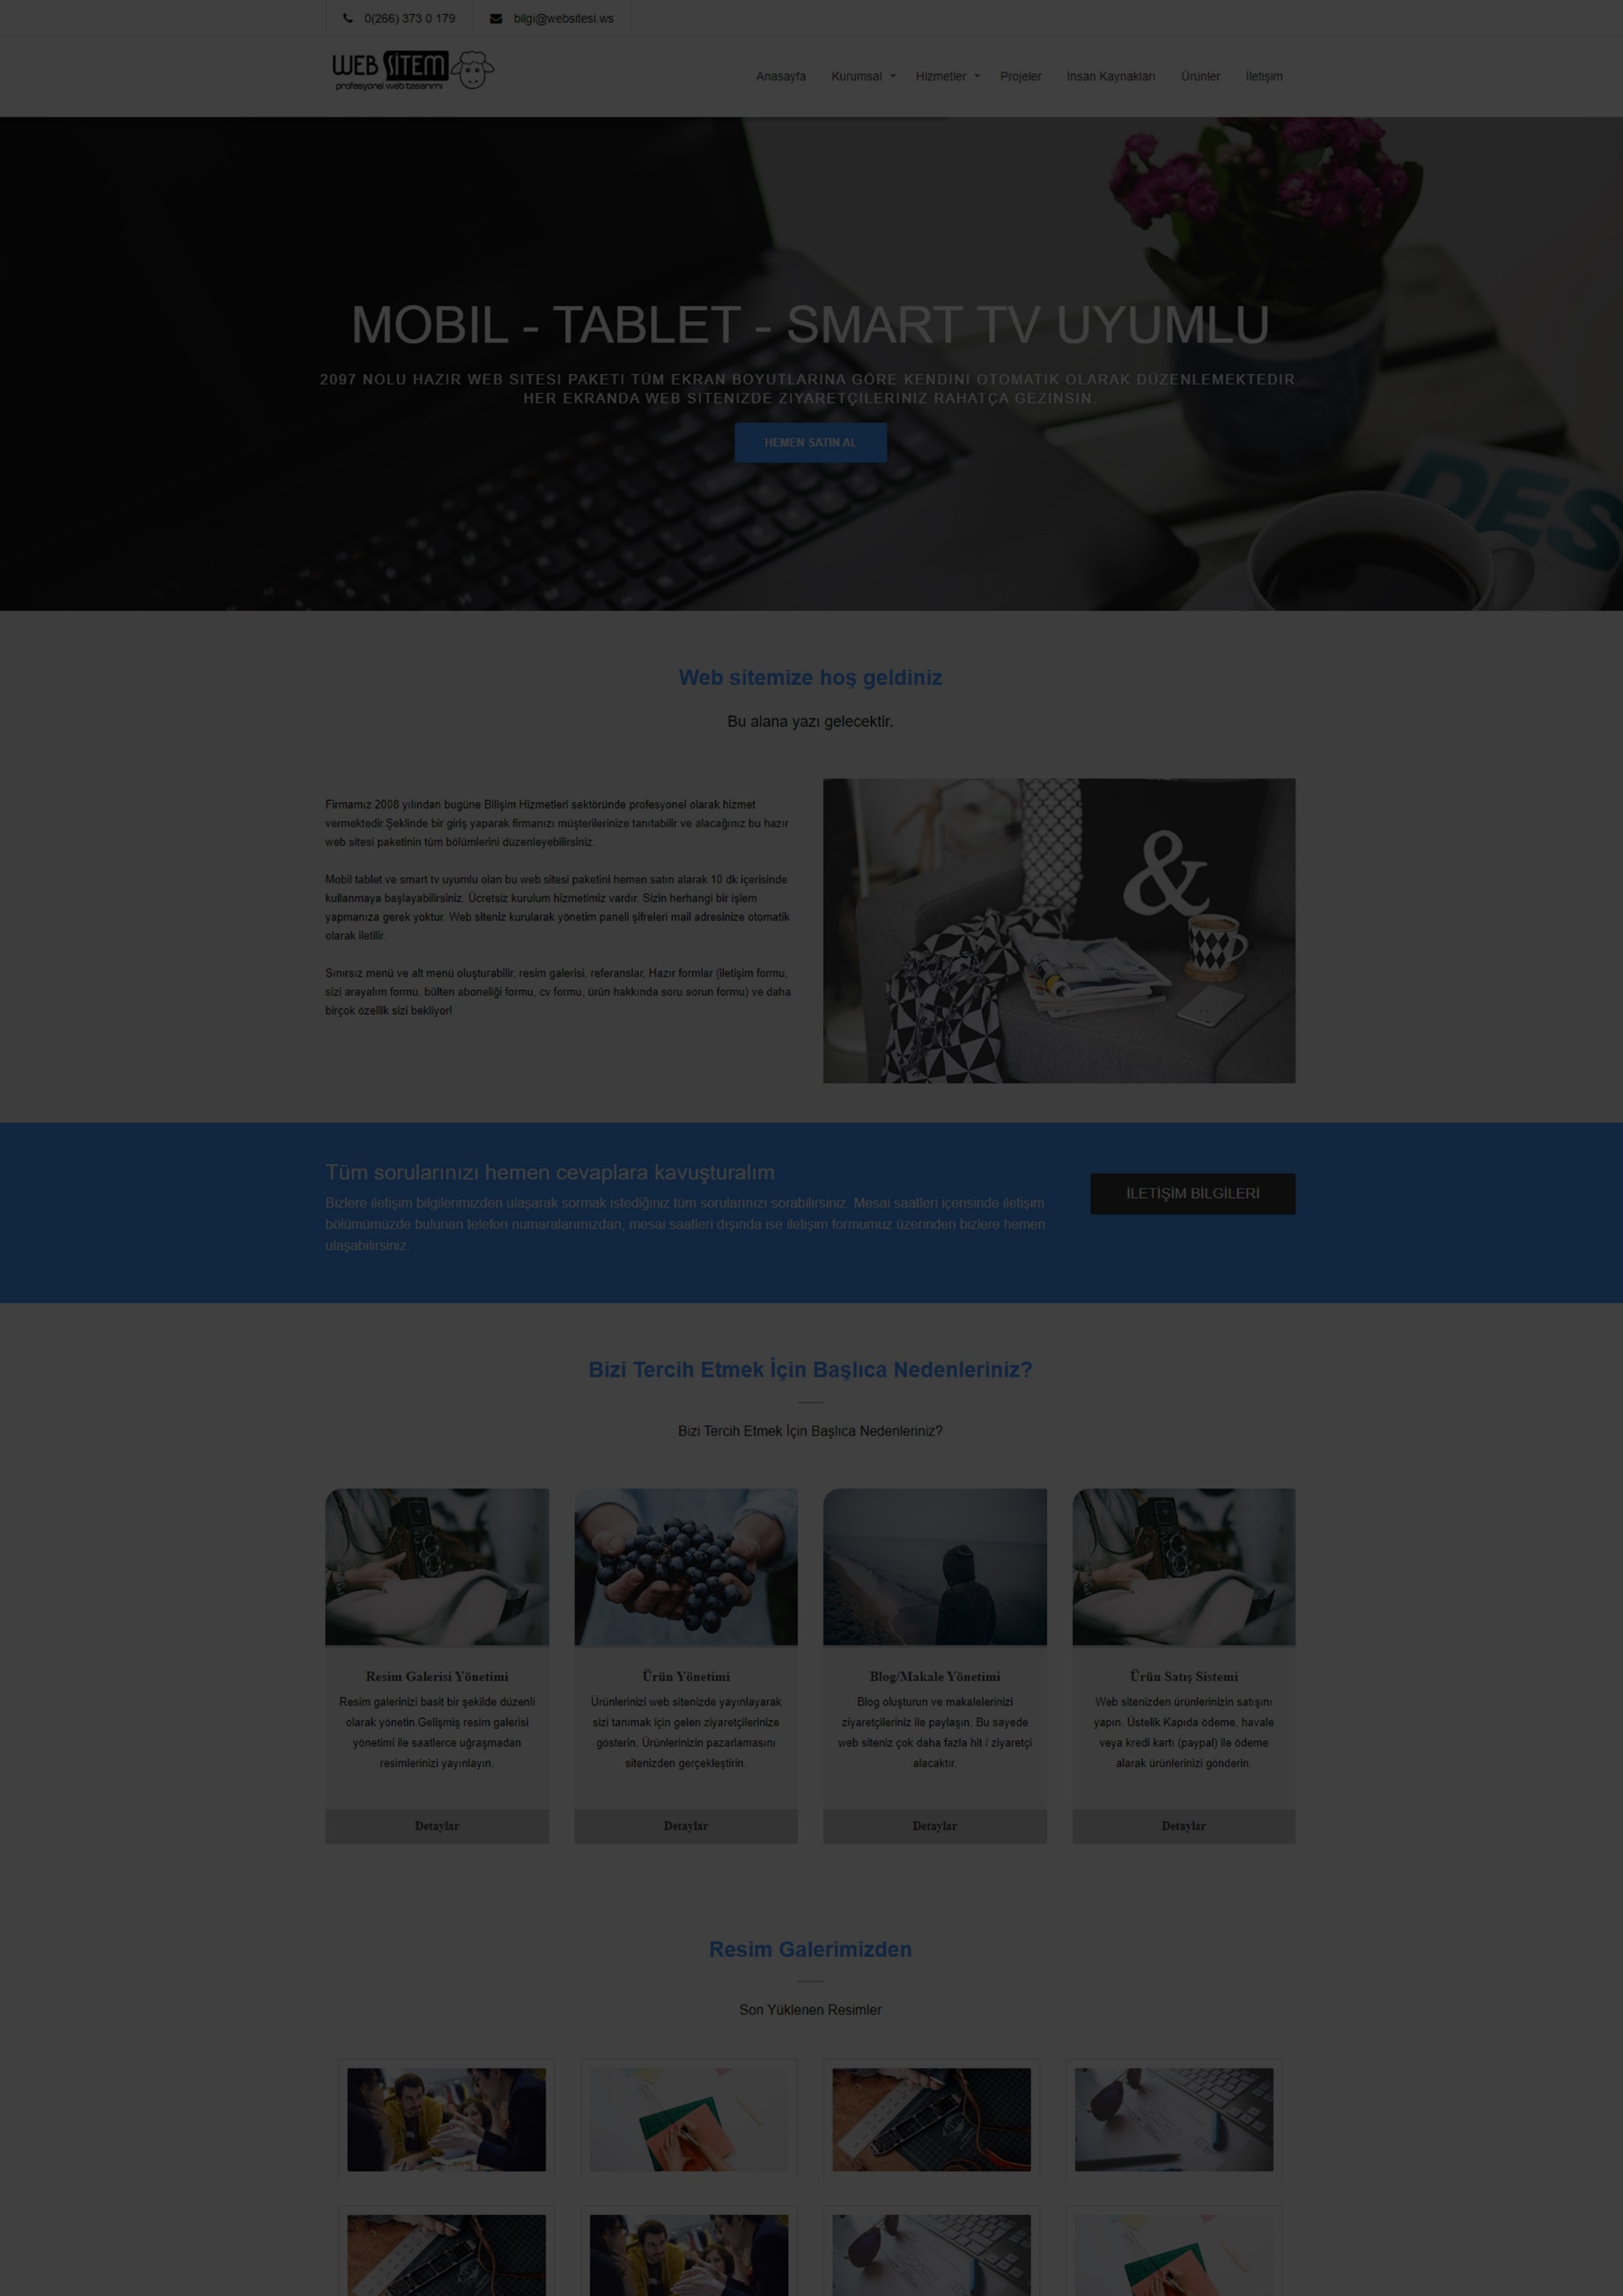 0(266) 373 0 179
bilgi@websitesi.ws
WEB SİTEM
profesyonel web tasarımı
Anasayfa
Kurumsal
Hizmetler
Projeler
İnsan Kaynakları
Ürünler
İletişim
MOBIL - TABLET - SMART TV UYUMLU
2097 NOLU HAZIR WEB SITESI PAKETI TÜM EKRAN BOYUTLARINA GÖRE KENDINI OTOMATIK OLARAK DÜZENLEMEKTEDIR.
HER EKRANDA WEB SITENIZDE ZIYARETÇILERINIZ RAHATÇA GEZINSIN.
HEMEN SATIN AL
DES
Web sitemize hoş geldiniz
Bu alana yazı gelecektir.
Firmamız 2008 yılından bugüne Bilişim Hizmetleri sektöründe profesyonel olarak hizmet
vermektedir.Şeklinde bir giriş yaparak firmanızı müşterilerinize tanıtabilir ve alacağınız bu hazır
web sitesi paketinin tüm bölümlerini düzenleyebilirsiniz.
Mobil tablet ve smart tv uyumlu olan bu web sitesi paketini hemen satın alarak 10 dk içerisinde
kullanmaya başlayabilirsiniz. Ücretsiz kurulum hizmetimiz vardır. Sizin herhangi bir işlem
yapmanıza gerek yoktur. Web siteniz kurularak yönetim paneli şifreleri mail adresinize otomatik
olarak iletilir.
Sınırsız menü ve alt menü oluşturabilir, resim galerisi, referanslar, Hazır formlar (iletişim formu,
sizi arayalım formu, bülten aboneliği formu, cv formu, ürün hakkında soru sorun formu) ve daha
birçok özellik sizi bekliyor!
&
Tüm sorularınızı hemen cevaplara kavuşturalım
Bizlere iletişim bilgilerimizden ulaşarak sormak istediğiniz tüm sorularınızı sorabilirsiniz. Mesai saatleri içerisinde iletişim
bölümümüzde bulunan telefon numaralarımızdan, mesai saatleri dışında ise iletişim formumuz üzerinden bizlere hemen
ulaşabilirsiniz.
İLETİŞİM BİLGİLERİ
Bizi Tercih Etmek İçin Başlıca Nedenleriniz?
Bizi Tercih Etmek İçin Başlıca Nedenleriniz?
Resim Galerisi Yönetimi
Resim galerinizi basit bir şekilde düzenli
olarak yönetin.Gelişmiş resim galerisi
yönetimi ile saatlerce uğraşmadan
resimlerinizi yayınlayın.
Detaylar
Ürün Yönetimi
Ürünlerinizi web sitenizde yayınlayarak
sizi tanımak için gelen ziyaretçilerinize
gösterin. Ürünlerinizin pazarlamasını
sitenizden gerçekleştirin.
Detaylar
Blog/Makale Yönetimi
Blog oluşturun ve makalelerinizi
ziyaretçileriniz ile paylaşın. Bu sayede
web siteniz çok daha fazla hit / ziyaretçi
alacaktır.
Detaylar
Ürün Satış Sistemi
Web sitenizden ürünlerinizin satışını
yapın. Üstelik Kapıda ödeme, havale
veya kredi kartı (paypal) ile ödeme
alarak ürünlerinizi gönderin.
Detaylar
Resim Galerimizden
Son Yüklenen Resimler